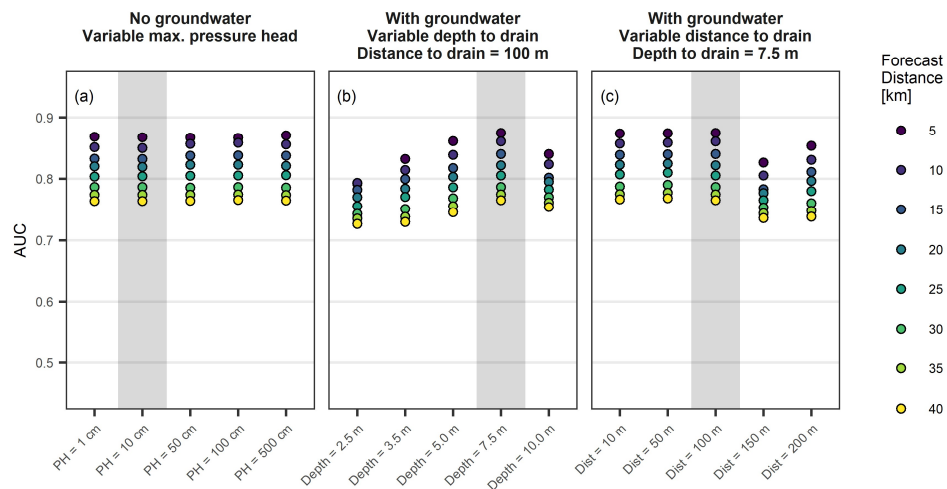 No groundwater
Variable max. pressure head
With groundwater
Variable depth to drain
Distance to drain = 100 m
With groundwater
Variable distance to drain
Depth to drain = 7.5 m
(a)
(b)
(c)
AUC
0.9
0.8
0.7
0.6
0.5
PH = 1 cm
PH = 10 cm
PH = 50 cm
PH = 100 cm
PH = 500 cm
Depth = 2.5 m
Depth = 3.5 m
Depth = 5.0 m
Depth = 7.5 m
Depth = 10.0 m
Dist = 10 m
Dist = 50 m
Dist = 100 m
Dist = 150 m
Dist = 200 m
Forecast
Distance
[km]
5
10
15
20
25
30
35
40